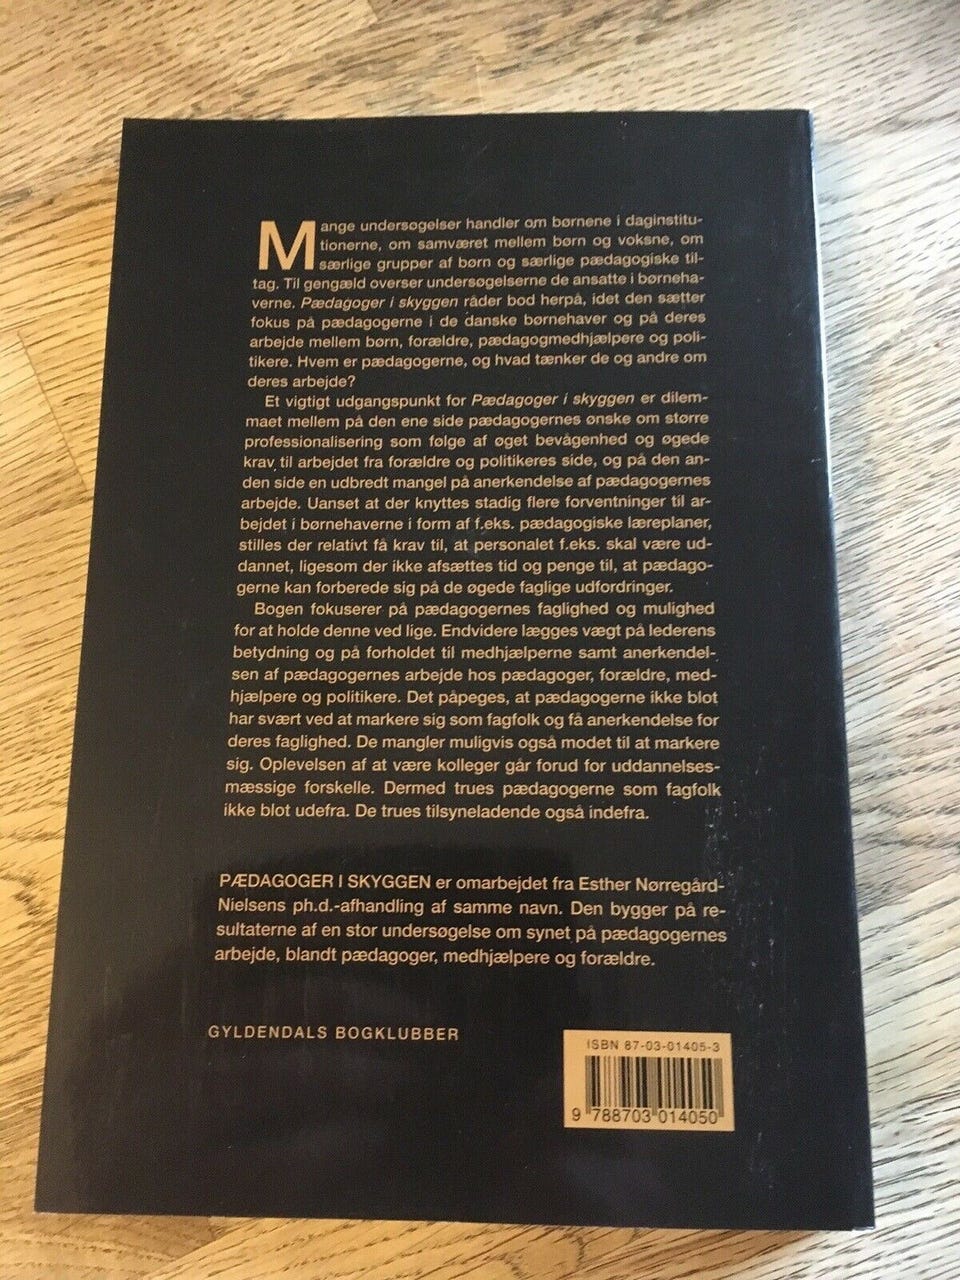 Mange undersøgelser handler om børnene i daginstitu-
tionerne, om samværet mellem børn og voksne, om
særlige grupper af børn og særlige pædagogiske til-
tag. Til gengæld overser undersøgelserne de ansatte i børneha-
verne. Pædagoger i skyggen råder bod herpå, idet den sætter
fokus på pædagogerne i de danske børnehaver og på deres
arbejde mellem børn, forældre, pædagogmedhjælpere og poli-
tikere. Hvem er pædagogerne, og hvad tænker de og andre om
deres arbejde?
Et vigtigt udgangspunkt for Pædagoger i skyggen er dilem-
maet mellem på den ene side pædagogernes ønske om større
professionalisering som følge af øget bevågenhed og øgede
krav til arbejdet fra forældre og politikeres side, og på den an-
den side en udbredt mangel på anerkendelse af pædagogernes
arbejde. Uanset at der knyttes stadig flere forventninger til ar-
bejdet i børnehaverne i form af f.eks. pædagogiske læreplaner,
stilles der relativt få krav til, at personalet f.eks. skal være ud-
dannet, ligesom der ikke afsættes tid og penge til, at pædago-
gerne kan forberede sig på de øgede faglige udfordringer.
Bogen fokuserer på pædagogernes faglighed og mulighed
for at holde denne ved lige. Endvidere lægges vægt på lederens
betydning og på forholdet til medhjælperne samt anerkendel-
sen af pædagogernes arbejde hos pædagoger, forældre, med-
hjælpere og politikere. Det påpeges, at pædagogerne ikke blot
har svært ved at markere sig som fagfolk og få anerkendelse for
deres faglighed. De mangler muligvis også modet til at markere
sig. Oplevelsen af at være kolleger går forud for uddannelses-
mæssige forskelle. Dermed trues pædagogerne som fagfolk
ikke blot udefra. De trues tilsyneladende også indefra.
PÆDAGOGER I SKYGGEN er omarbejdet fra Esther Nørregård-
Nielsens ph.d.-afhandling af samme navn. Den bygger på re-
sultaterne af en stor undersøgelse om synet på pædagogernes
arbejde, blandt pædagoger, medhjælpere og forældre.
GYLDENDALS BOGKLUBBER
ISBN 87-03-01405-3
9 788703 014050